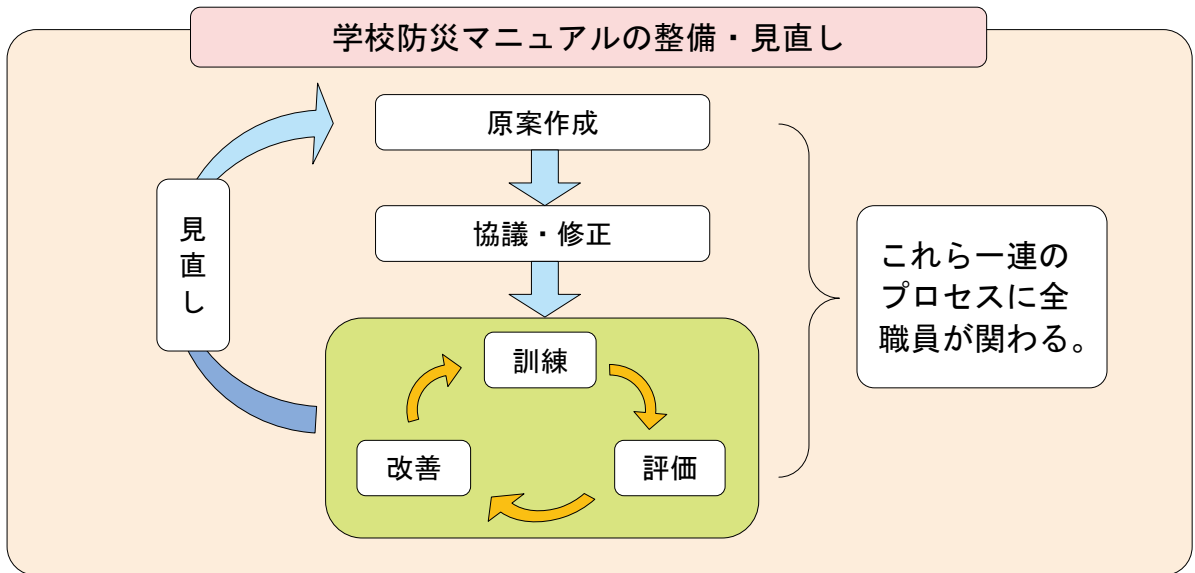 学校防災マニュアルの整備・見直し
原案作成
協議・修正
見直し
訓練
改善
評価
これら一連の
プロセスに全
職員が関わる。